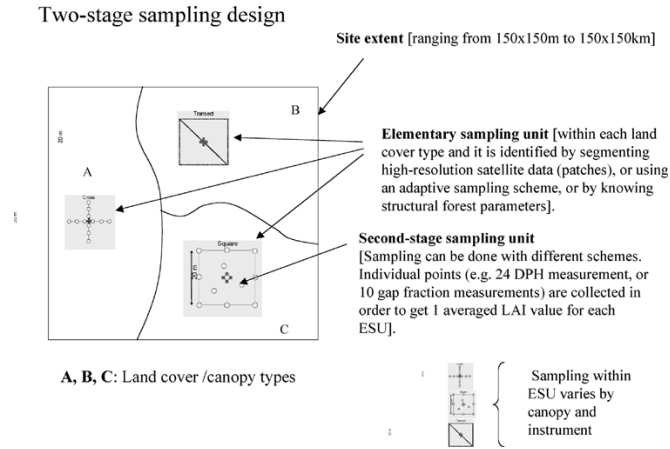 Two-stage sampling design
Site extent [ranging from 150x150m to 150x150km]
B
Transect
20 m
A
Cross
Elementary sampling unit [within each land
cover type and it is identified by segmenting
high-resolution satellite data (patches), or using
an adaptive sampling scheme, or by knowing
structural forest parameters].
Square
20 m
C
Second-stage sampling unit
[Sampling can be done with different schemes.
Individual points (e.g. 24 DPH measurement, or
10 gap fraction measurements) are collected in
order to get 1 averaged LAI value for each
ESU].
A, B, C: Land cover /canopy types
Sampling within
ESU varies by
canopy and
instrument